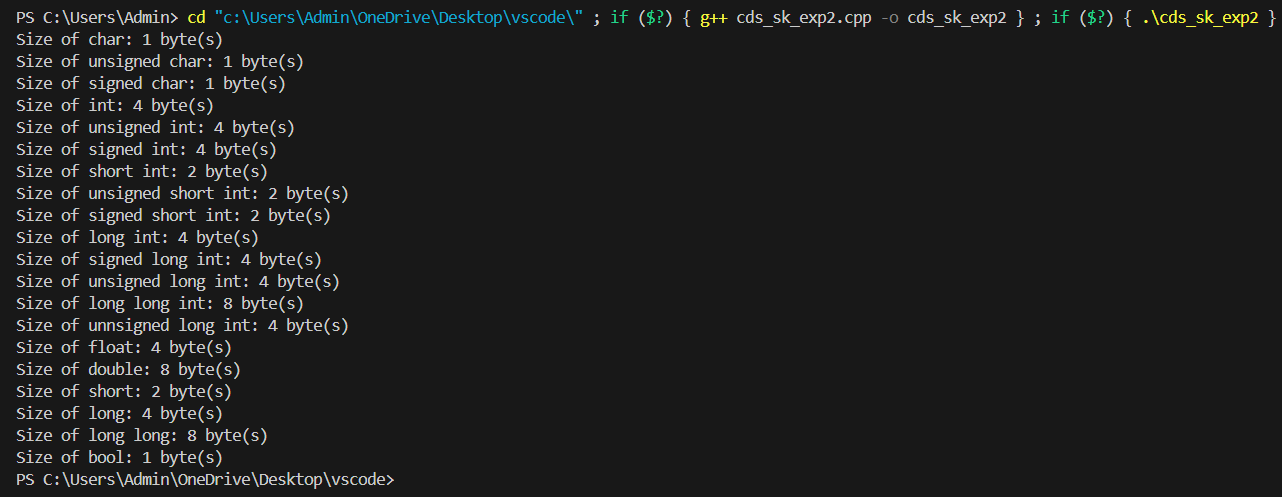 PS C:\Users\Admin> cd "c:\Users\Admin\OneDrive\Desktop\vscode\" ; if ($?) { g++ cds_sk_exp2.cpp -o cds_sk_exp2 } ; if ($?) { .\cds_sk_exp2 }
Size of char: 1 byte(s)
Size of unsigned char: 1 byte(s)
Size of signed char: 1 byte(s)
Size of int: 4 byte(s)
Size of unsigned int: 4 byte(s)
Size of signed int: 4 byte(s)
Size of short int: 2 byte(s)
Size of unsigned short int: 2 byte(s)
Size of signed short int: 2 byte(s)
Size of long int: 4 byte(s)
Size of signed long int: 4 byte(s)
Size of unsigned long int: 4 byte(s)
Size of long long int: 8 byte(s)
Size of unnsigned long int: 4 byte(s)
Size of float: 4 byte(s)
Size of double: 8 byte(s)
Size of short: 2 byte(s)
Size of long: 4 byte(s)
Size of long long: 8 byte(s)
Size of bool: 1 byte(s)
PS C:\Users\Admin\OneDrive\Desktop\vscode>